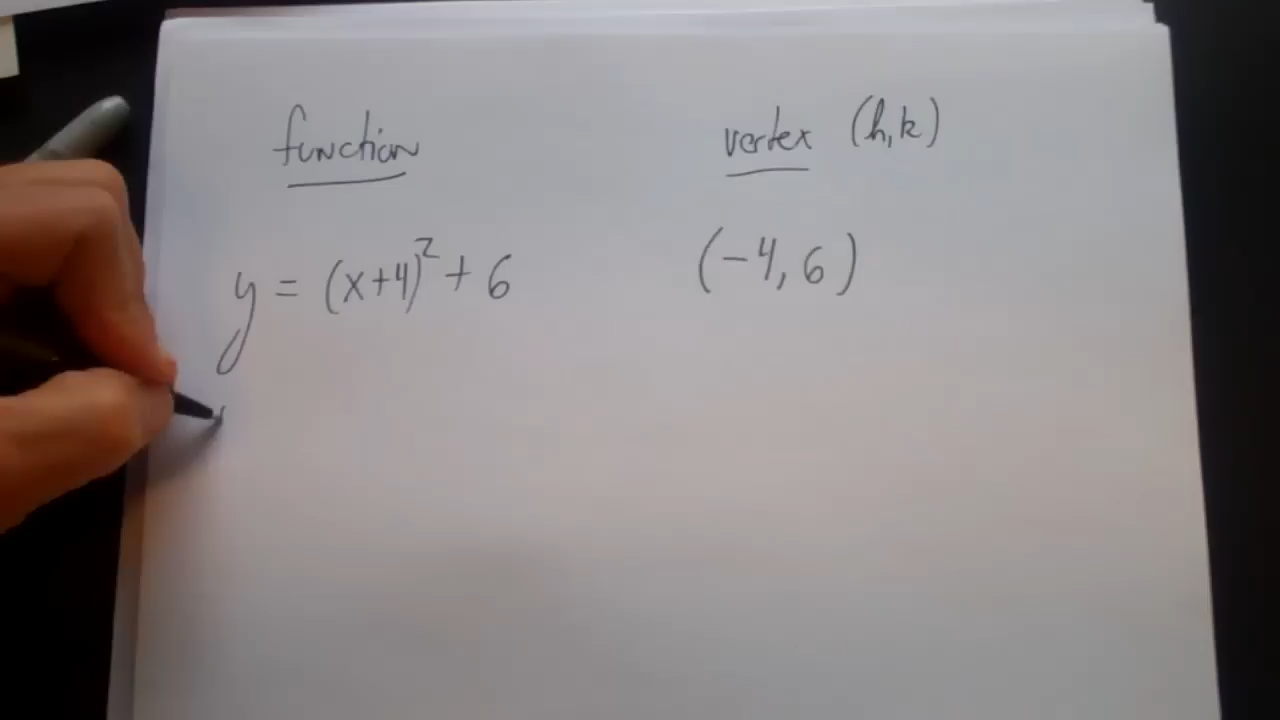 function vertex (h,k)
y = (x+4)² + 6 (-4, 6)